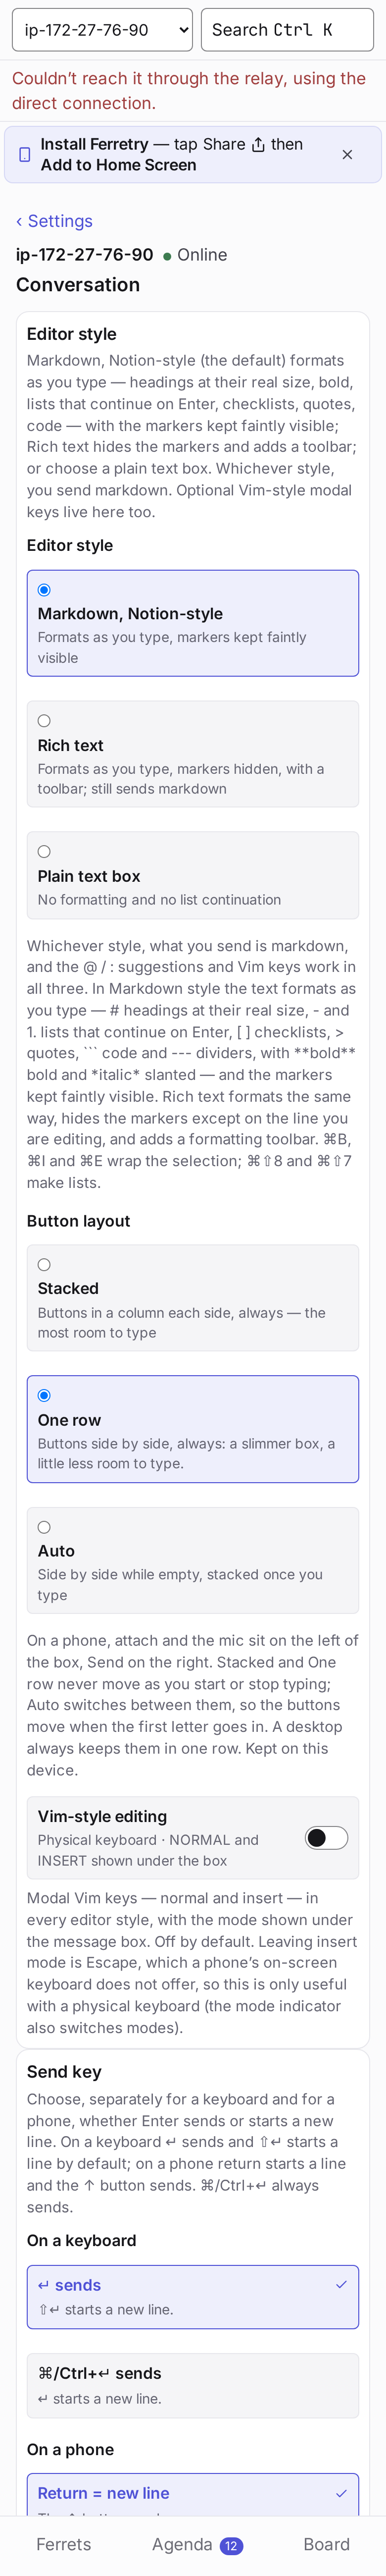 ip-172-27-76-90
Search Ctrl K
Couldn’t reach it through the relay, using the
direct connection.
Install Ferretry — tap Share then
Add to Home Screen
‹ Settings
ip-172-27-76-90 ● Online
Conversation
Editor style
Markdown, Notion-style (the default) formats
as you type — headings at their real size, bold,
lists that continue on Enter, checklists, quotes,
code — with the markers kept faintly visible;
Rich text hides the markers and adds a toolbar;
or choose a plain text box. Whichever style,
you send markdown. Optional Vim-style modal
keys live here too.
Editor style
Markdown, Notion-style
Formats as you type, markers kept faintly
visible
Rich text
Formats as you type, markers hidden, with a
toolbar; still sends markdown
Plain text box
No formatting and no list continuation
Whichever style, what you send is markdown,
and the @ / : suggestions and Vim keys work in
all three. In Markdown style the text formats as
you type — # headings at their real size, - and
1. lists that continue on Enter, [ ] checklists, >
quotes, ``` code and --- dividers, with **bold**
bold and *italic* slanted — and the markers
kept faintly visible. Rich text formats the same
way, hides the markers except on the line you
are editing, and adds a formatting toolbar. ⌘B,
⌘I and ⌘E wrap the selection; ⌘⇧8 and ⌘⇧7
make lists.
Button layout
Stacked
Buttons in a column each side, always — the
most room to type
One row
Buttons side by side, always: a slimmer box, a
little less room to type.
Auto
Side by side while empty, stacked once you
type
On a phone, attach and the mic sit on the left of
the box, Send on the right. Stacked and One
row never move as you start or stop typing;
Auto switches between them, so the buttons
move when the first letter goes in. A desktop
always keeps them in one row. Kept on this
device.
Vim-style editing
Physical keyboard · NORMAL and
INSERT shown under the box
Modal Vim keys — normal and insert — in
every editor style, with the mode shown under
the message box. Off by default. Leaving insert
mode is Escape, which a phone’s on-screen
keyboard does not offer, so this is only useful
with a physical keyboard (the mode indicator
also switches modes).
Send key
Choose, separately for a keyboard and for a
phone, whether Enter sends or starts a new
line. On a keyboard ↵ sends and ⇧↵ starts a
line by default; on a phone return starts a line
and the ↑ button sends. ⌘/Ctrl+↵ always
sends.
On a keyboard
↵ sends
⇧↵ starts a new line.
⌘/Ctrl+↵ sends
↵ starts a new line.
On a phone
Return = new line
Ferrets
Agenda 12
Board